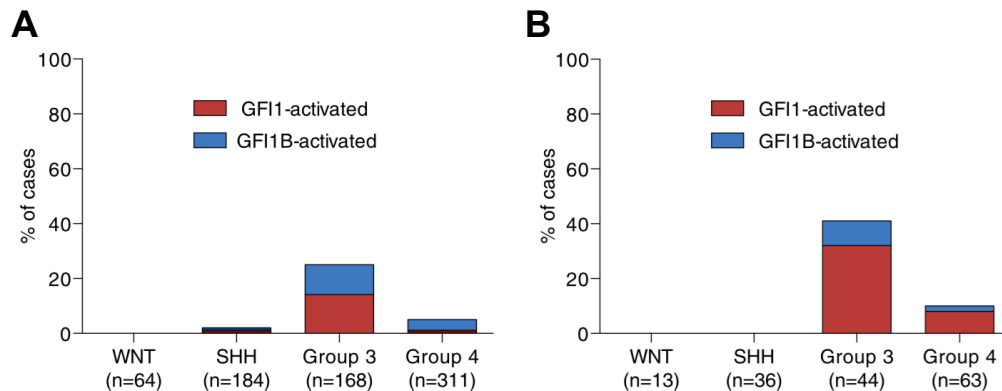 A
% of cases
100
80
60
40
20
0
GFI1-activated
GFI1B-activated
WNT
(n=64)
SHH
(n=184)
Group 3
(n=168)
Group 4
(n=311)
B
% of cases
100
80
60
40
20
0
GFI1-activated
GFI1B-activated
WNT
(n=13)
SHH
(n=36)
Group 3
(n=44)
Group 4
(n=63)